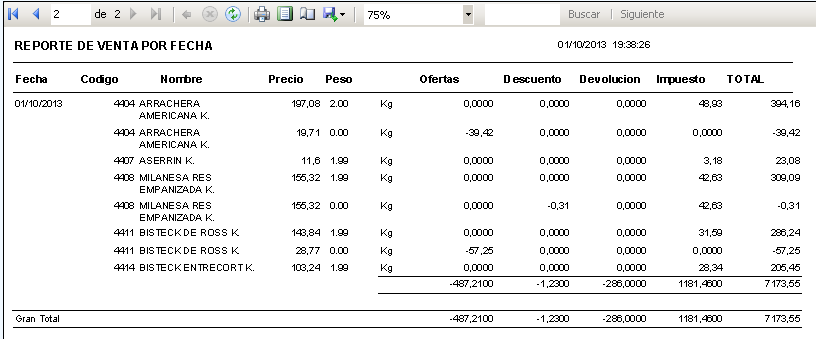 2 de 2 75% Buscar | Siguiente
REPORTE DE VENTA POR FECHA 01/10/2013 19:38:26
Fecha Codigo Nombre Precio Peso Ofertas Descuento Devolucion Impuesto TOTAL
01/10/2013 4404 ARRACHERA 197,08 2.00 Kg 0,0000 0,0000 0,0000 48,93 394,16
AMERICANA K.
4404 ARRACHERA 19,71 0.00 Kg -39,42 0,0000 0,0000 0,0000 -39,42
AMERICANA K.
4407 ASERRIN K. 11,6 1.99 Kg 0,0000 0,0000 0,0000 3,18 23,08
4408 MILANESA RES 155,32 1.99 Kg 0,0000 0,0000 0,0000 42,63 309,09
EMPANIZADA K.
4408 MILANESA RES 155,32 0.00 Kg 0,0000 -0,31 0,0000 42,63 -0,31
EMPANIZADA K.
4411 BISTECK DE ROSS K. 143,84 1.99 Kg 0,0000 0,0000 0,0000 31,59 286,24
4411 BISTECK DE ROSS K. 28,77 0.00 Kg -57,25 0,0000 0,0000 0,0000 -57,25
4414 BISTECK ENTRECORT K. 103,24 1.99 Kg 0,0000 0,0000 0,0000 28,34 205,45
-487,2100 -1,2300 -286,0000 1181,4600 7173,55
Gran Total -487,2100 -1,2300 -286,0000 1181,4600 7173,55